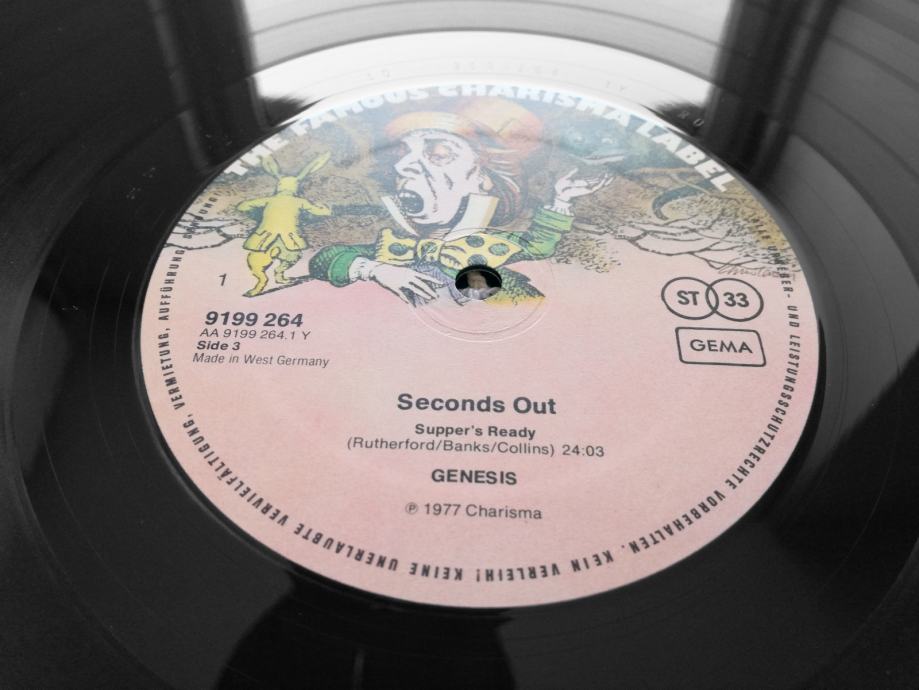 THE FAMOUS CHARISMA LABEL
1
ST 33
9199 264
AA 9199 264.1 Y
Side 3
Made in West Germany
GEMA
Seconds Out
Supper's Ready
(Rutherford/Banks/Collins) 24:03
GENESIS
℗ 1977 Charisma
URHEBER- UND LEISTUNGSSCHUTZRECHTE VORBEHALTEN. KEIN VERLEIH! KEINE UNERLAUBTE VERVIELFÄLTIGUNG, VERMIETUNG, AUFFÜHRUNG, SENDUNG